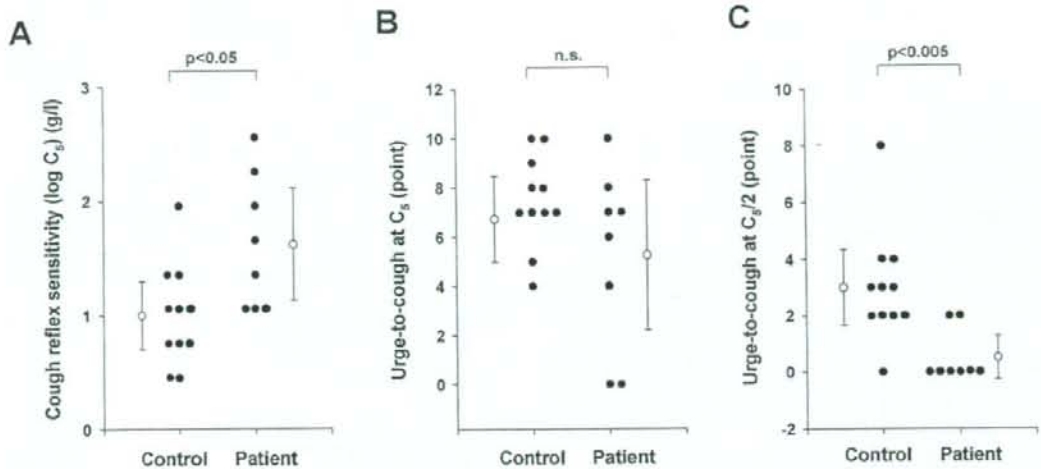 A
p<0.05
Cough reflex sensitivity (log C5) (g/l)
3
2
1
0
Control Patient
B
n.s.
Urge-to-cough at C5 (point)
12
10
8
6
4
2
0
Control Patient
C
p<0.005
Urge-to-cough at C5/2 (point)
10
8
6
4
2
0
-2
Control Patient